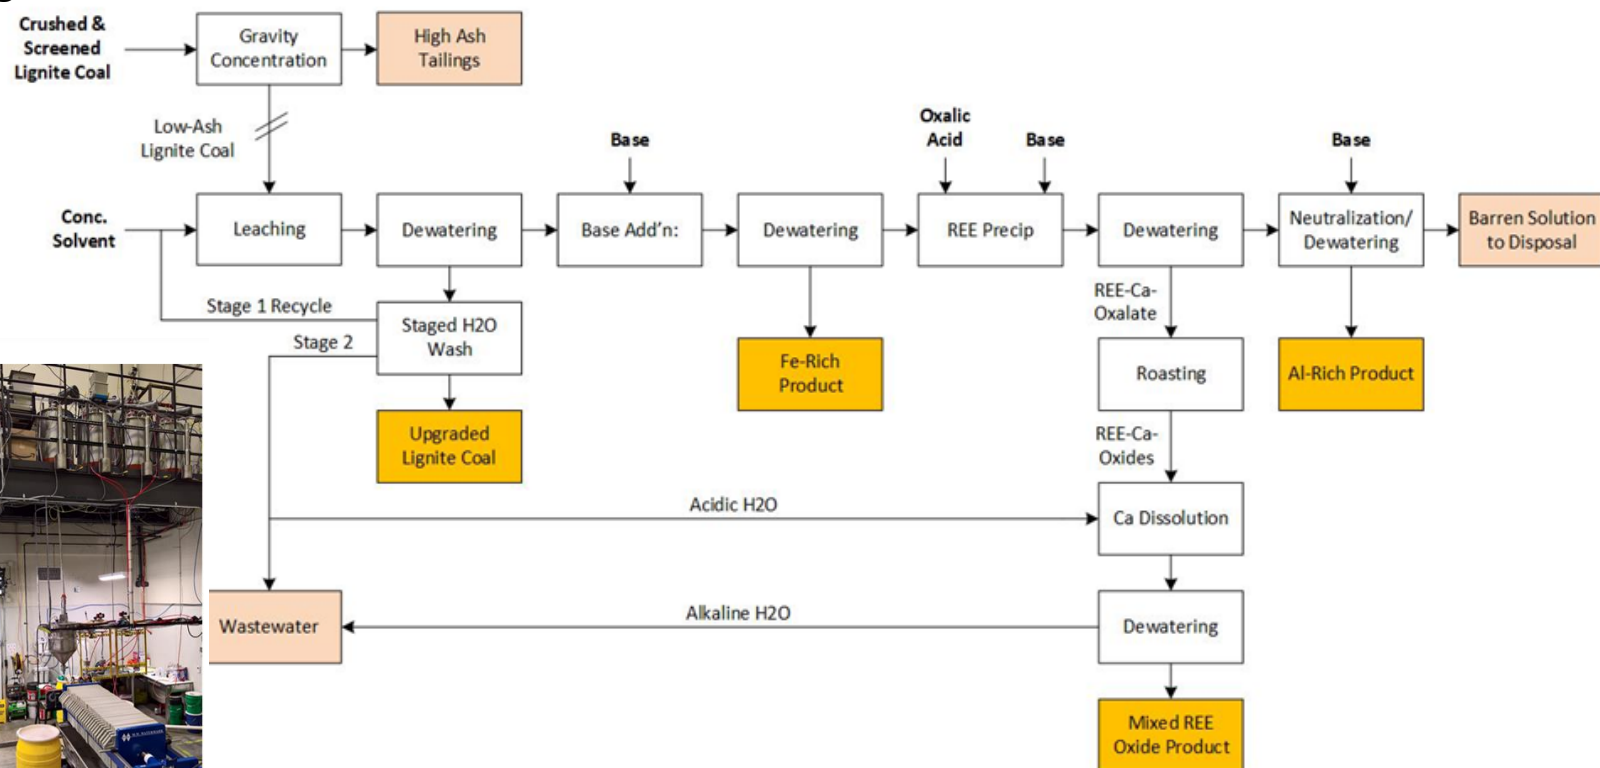 Crushed &
Screened
Lignite Coal
Gravity
Concentration
High Ash
Tailings
Low-Ash
Lignite Coal
Base
Oxalic
Acid
Base
Base
Conc.
Solvent
Leaching
Dewatering
Base Add'n:
Dewatering
REE Precip
Dewatering
Neutralization/
Dewatering
Barren Solution
to Disposal
Stage 1 Recycle
Stage 2
Staged H2O
Wash
Upgraded
Lignite Coal
Fe-Rich
Product
REE-Ca-
Oxalate
Roasting
Al-Rich Product
REE-Ca-
Oxides
Acidic H2O
Ca Dissolution
Wastewater
Alkaline H2O
Dewatering
Mixed REE
Oxide Product